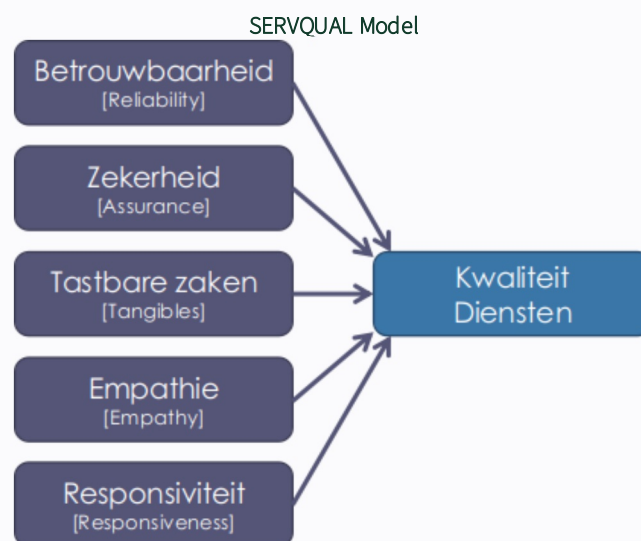 SERVQUAL Model
Betrouwbaarheid
[Reliability]
Zekerheid
[Assurance]
Tastbare zaken
[Tangibles]
Empathie
[Empathy]
Responsiviteit
[Responsiveness]
Kwaliteit
Diensten